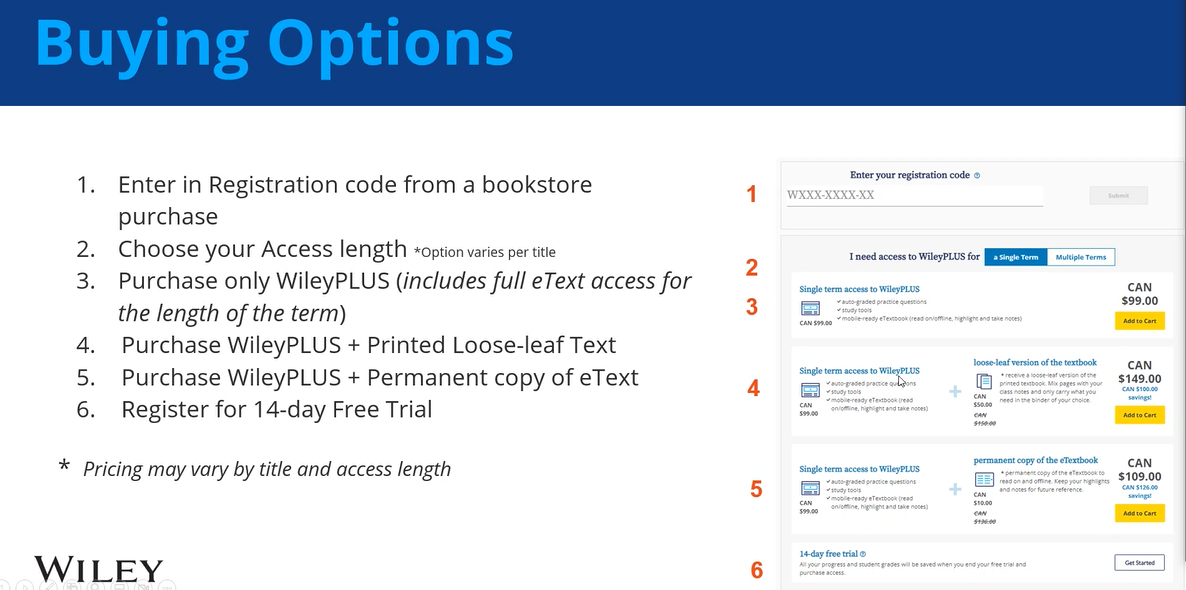 Buying Options
1. Enter in Registration code from a bookstore
purchase
2. Choose your Access length *Option varies per title
3. Purchase only WileyPLUS (includes full eText access for
the length of the term)
4. Purchase WileyPLUS + Printed Loose-leaf Text
5. Purchase WileyPLUS + Permanent copy of eText
6. Register for 14-day Free Trial
* Pricing may vary by title and access length
WILEY
1
Enter your registration code
WXXX-XXXX-XX
Submit
2
I need access to WileyPLUS for
a Single Term
Multiple Terms
3
Single term access to WileyPLUS
CAN $99.00
✓ auto-graded practice questions
✓ study tools
✓ mobile-ready eTextbook (read on/offline, highlight and take notes)
CAN
$99.00
Add to Cart
4
Single term access to WileyPLUS
CAN
$99.00
✓ auto-graded practice questions
✓ study tools
✓ mobile-ready eTextbook (read
on/offline, highlight and take notes)
+
loose-leaf version of the textbook
CAN
$50.00
CAN
$150.00
* receive a loose-leaf version of the
printed textbook. Mix pages with your
class notes and only carry what you
need in the binder of your choice.
CAN
$149.00
CAN $100.00
savings!
Add to Cart
5
Single term access to WileyPLUS
CAN
$99.00
✓ auto-graded practice questions
✓ study tools
✓ mobile-ready eTextbook (read
on/offline, highlight and take notes)
+
permanent copy of the eTextbook
CAN
$10.00
CAN
$136.00
* permanent copy of the eTextbook to
read on and offline. Keep your highlights
and notes for future reference.
CAN
$109.00
CAN $126.00
savings!
Add to Cart
6
14-day free trial
All your progress and student grades will be saved when you end your free trial and
purchase access.
Get Started